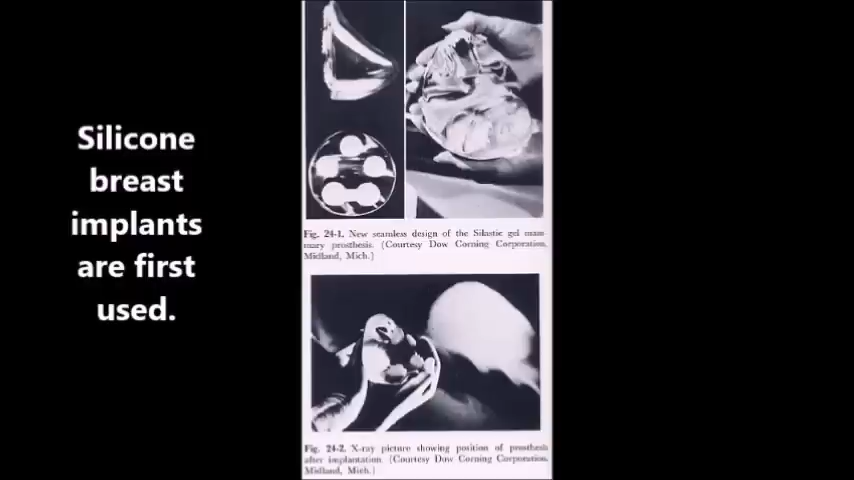 Silicone
breast
implants
are first
used.
Fig. 24-1. New seamless design of the Silastic gel mam-
mary prosthesis. (Courtesy Dow Corning Corporation,
Midland, Mich.)
Fig. 24-2. X-ray picture showing position of prosthesis
after implantation. (Courtesy Dow Corning Corporation,
Midland, Mich.)